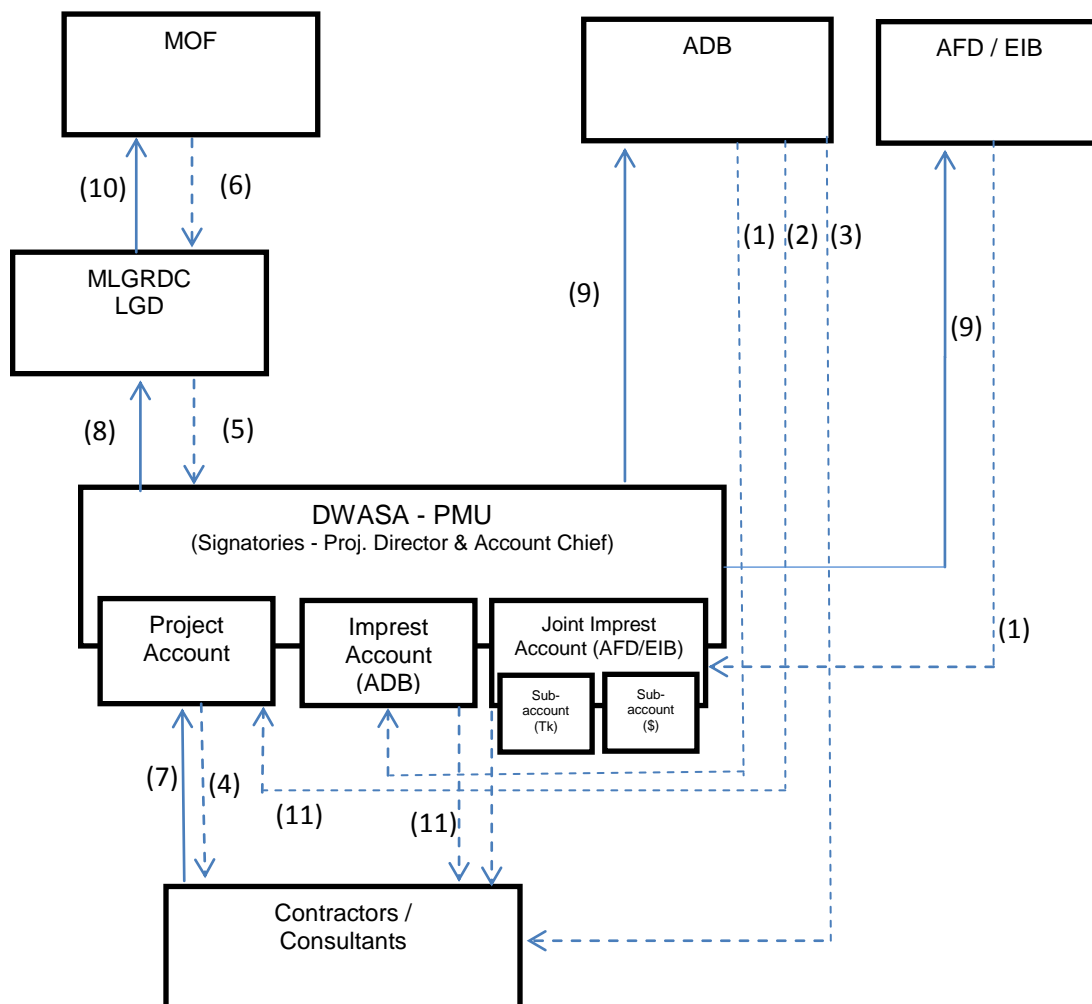 MOF
ADB
AFD / EIB
(10)
(6)
(1)
(2)
(3)
MLGRDC
LGD
(9)
(9)
(8)
(5)
DWASA - PMU
(Signatories - Proj. Director & Account Chief)
Project
Account
Imprest
Account
(ADB)
Joint Imprest
Account (AFD/EIB)
(1)
Sub-
account
(Tk)
Sub-
account
($)
(7)
(4)
(11)
(11)
Contractors /
Consultants